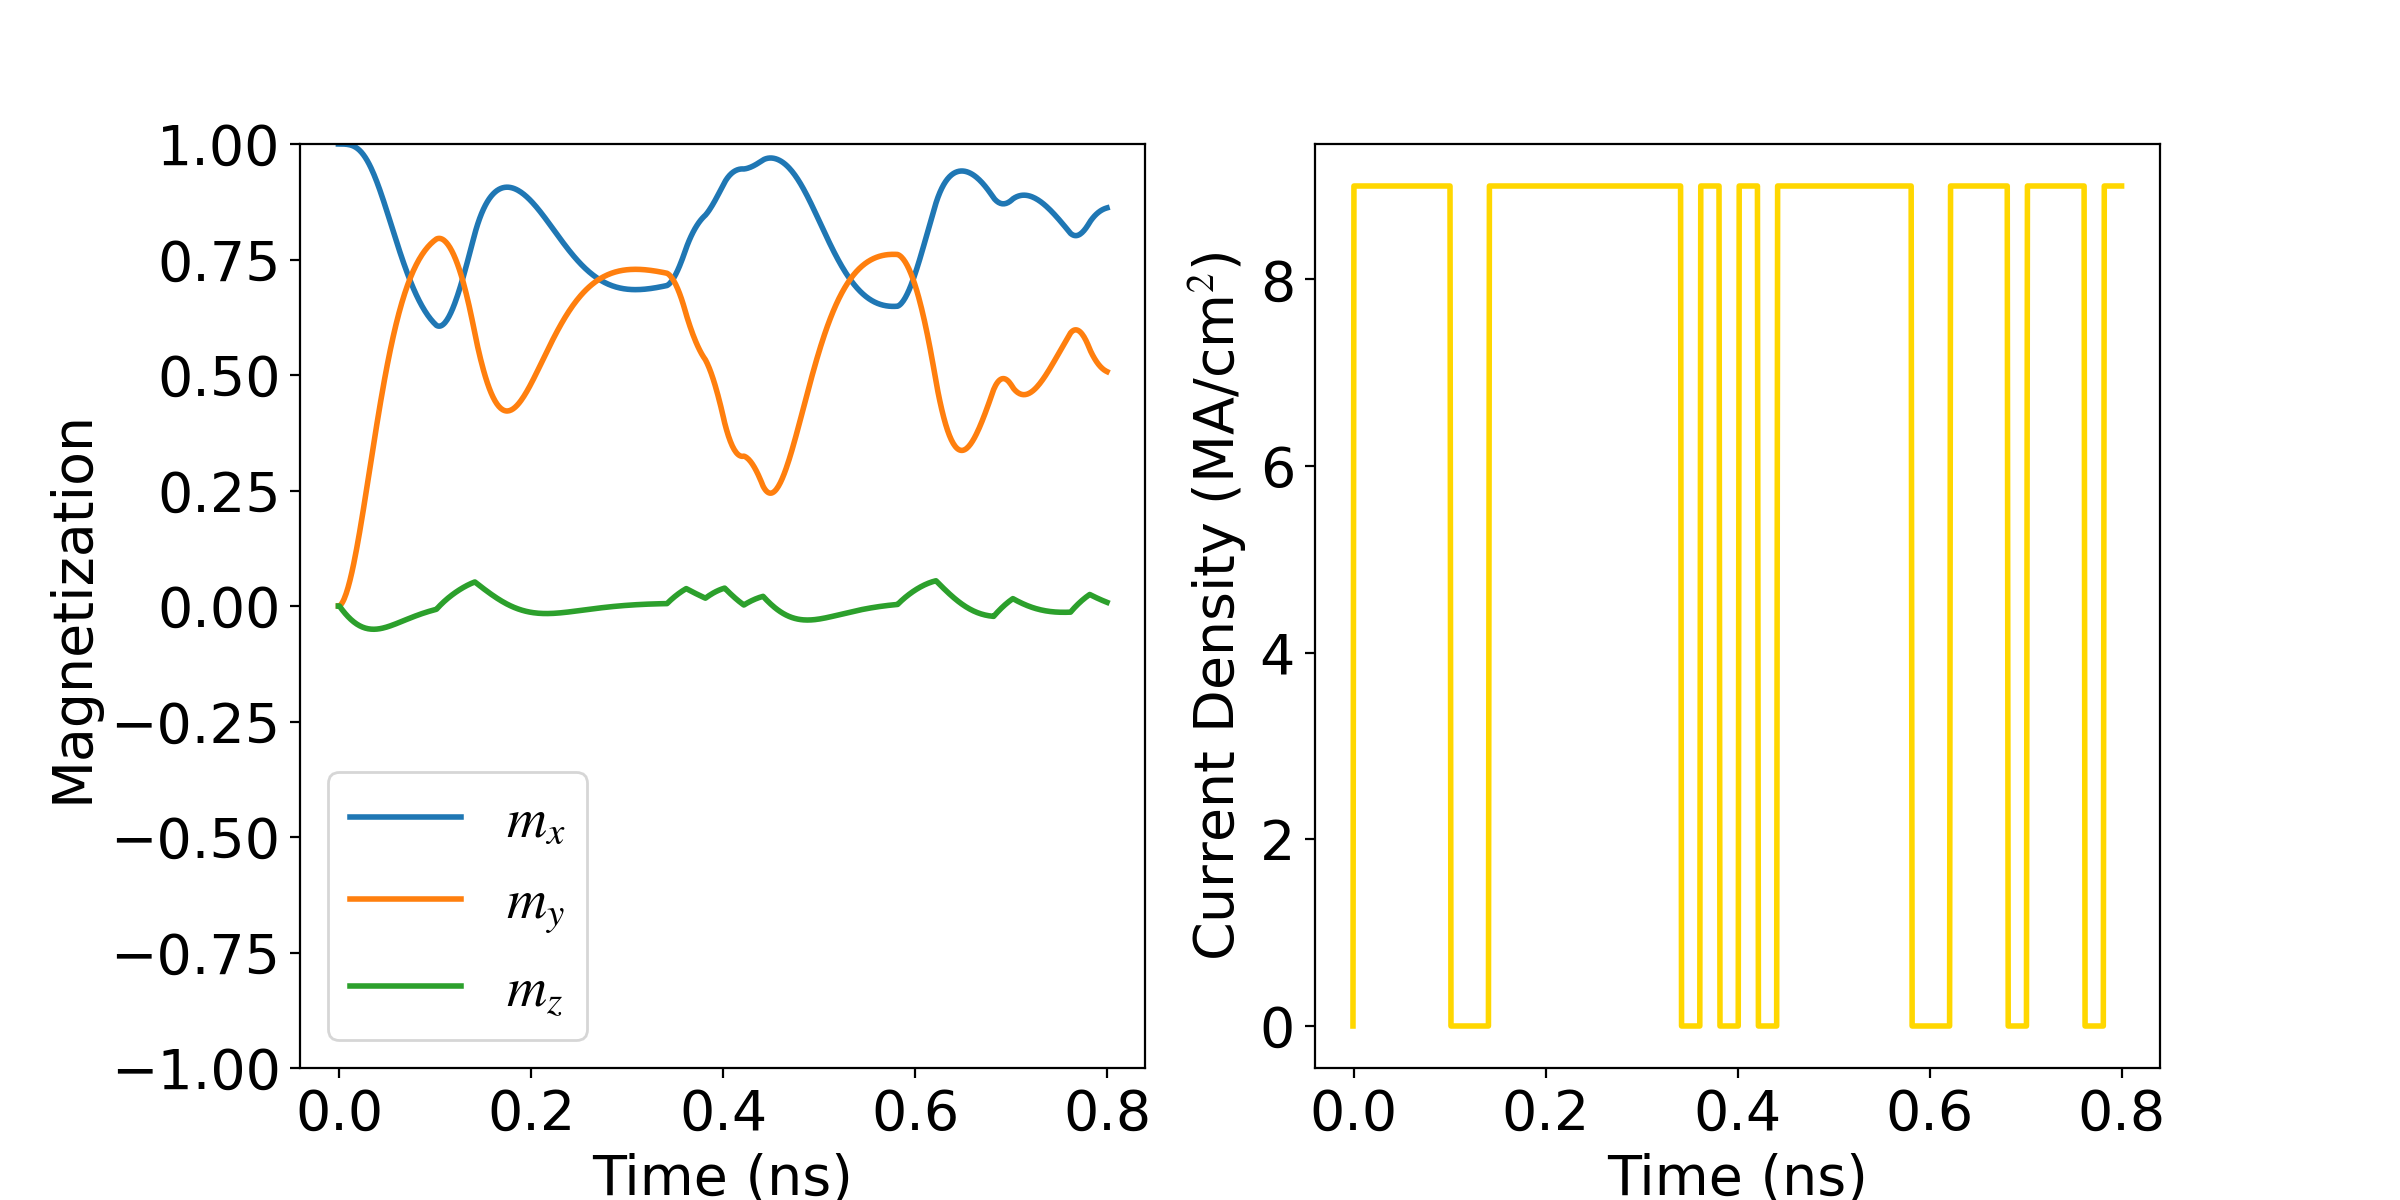 1.00
0.75
0.50
0.25
0.00
−0.25
−0.50
−0.75
−1.00
Magnetization
m_x
m_y
m_z
0.0 0.2 0.4 0.6 0.8
Time (ns)
8
6
4
2
0
Current Density (MA/cm²)
0.0 0.2 0.4 0.6 0.8
Time (ns)